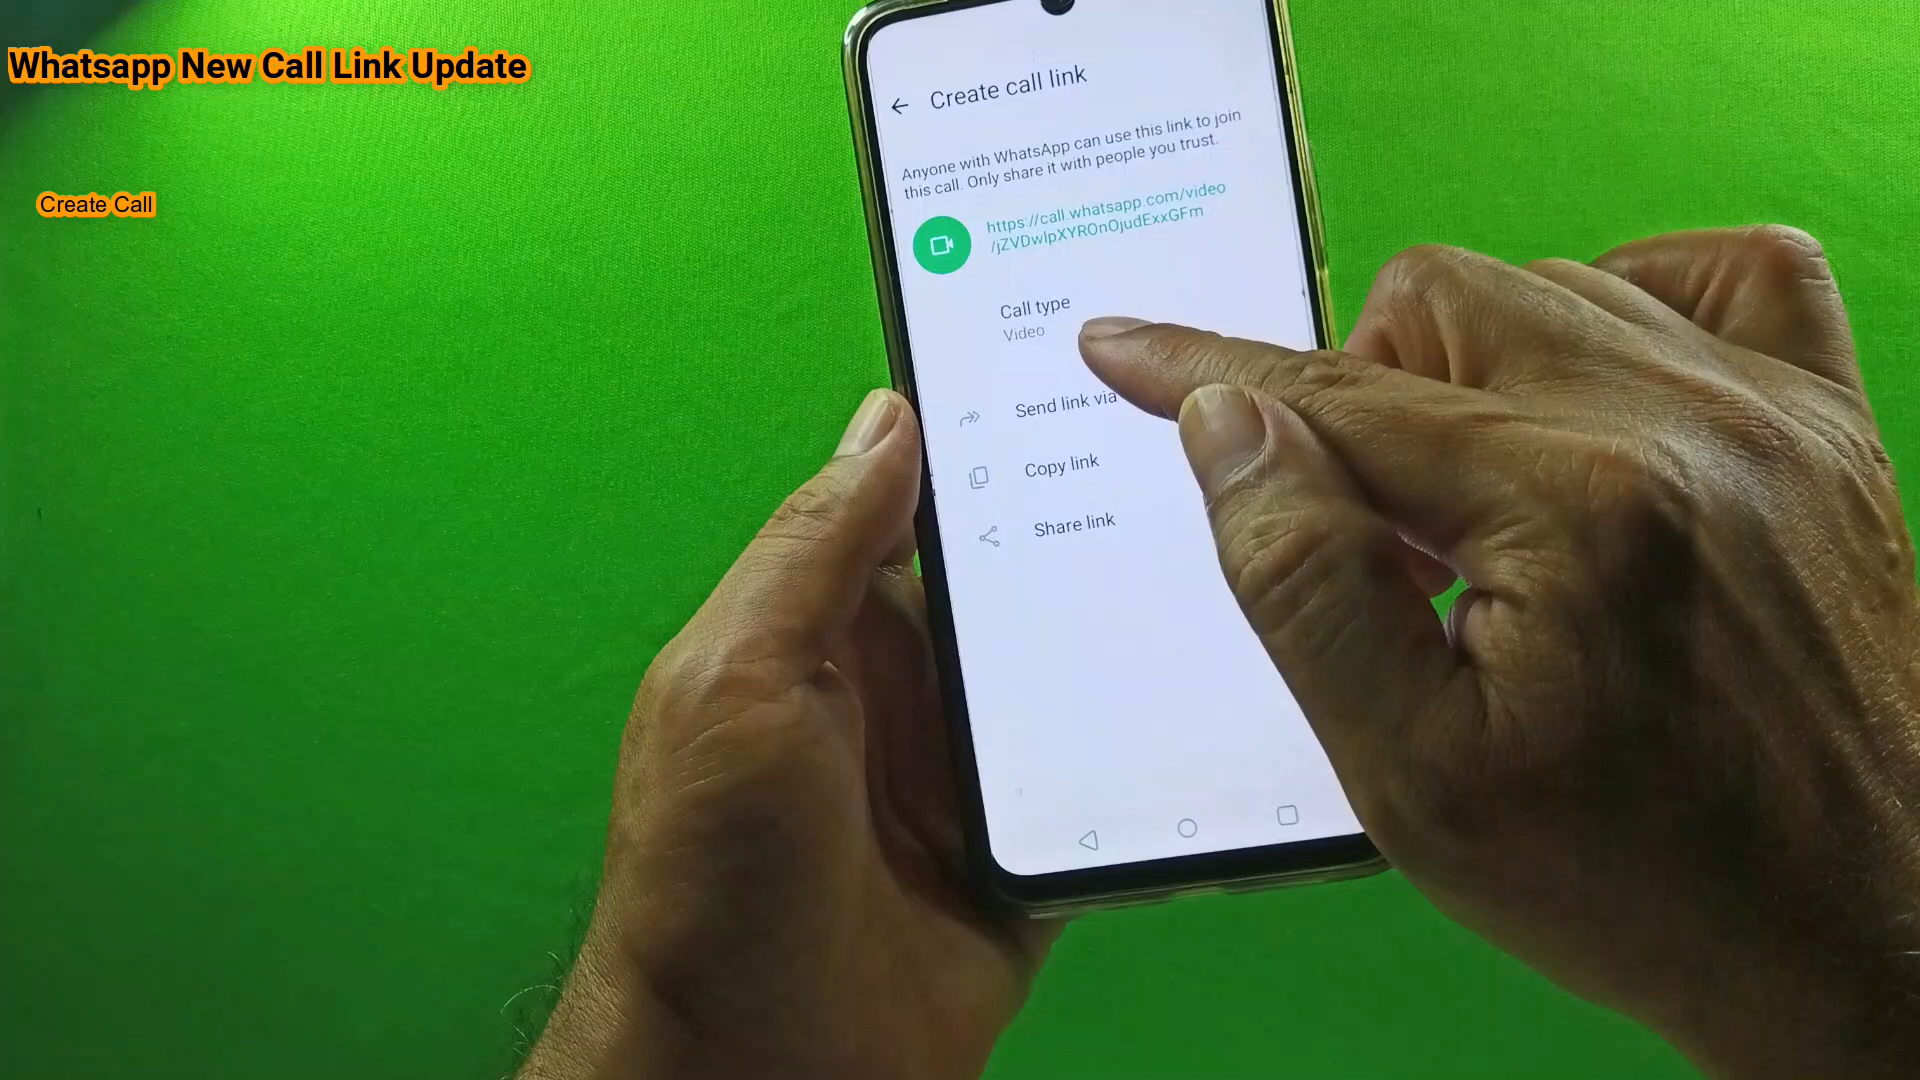 Whatsapp New Call Link Update
Create Call
Create call link
Anyone with WhatsApp can use this link to join
this call. Only share it with people you trust.
https://call.whatsapp.com/video
/jZVDwlpXYROnOjudExxGFm
Call type
Video
Send link via
Copy link
Share link